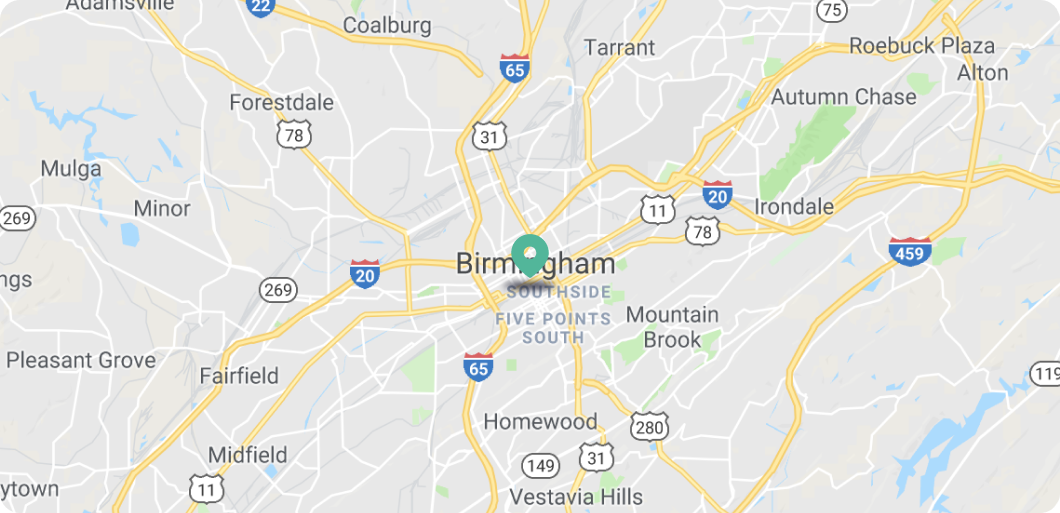 Adamsville
22
75
Coalburg
Roebuck Plaza
Tarrant
65
Alton
Forestdale
Autumn Chase
78
31
Mulga
20
Minor
11
Irondale
269
78
459
Birmingham
20
ngs
269
SOUTHSIDE
Mountain
Brook
FIVE POINTS
SOUTH
Pleasant Grove
65
Fairfield
119
Homewood
280
Midfield
149
31
ytown
11
Vestavia Hills